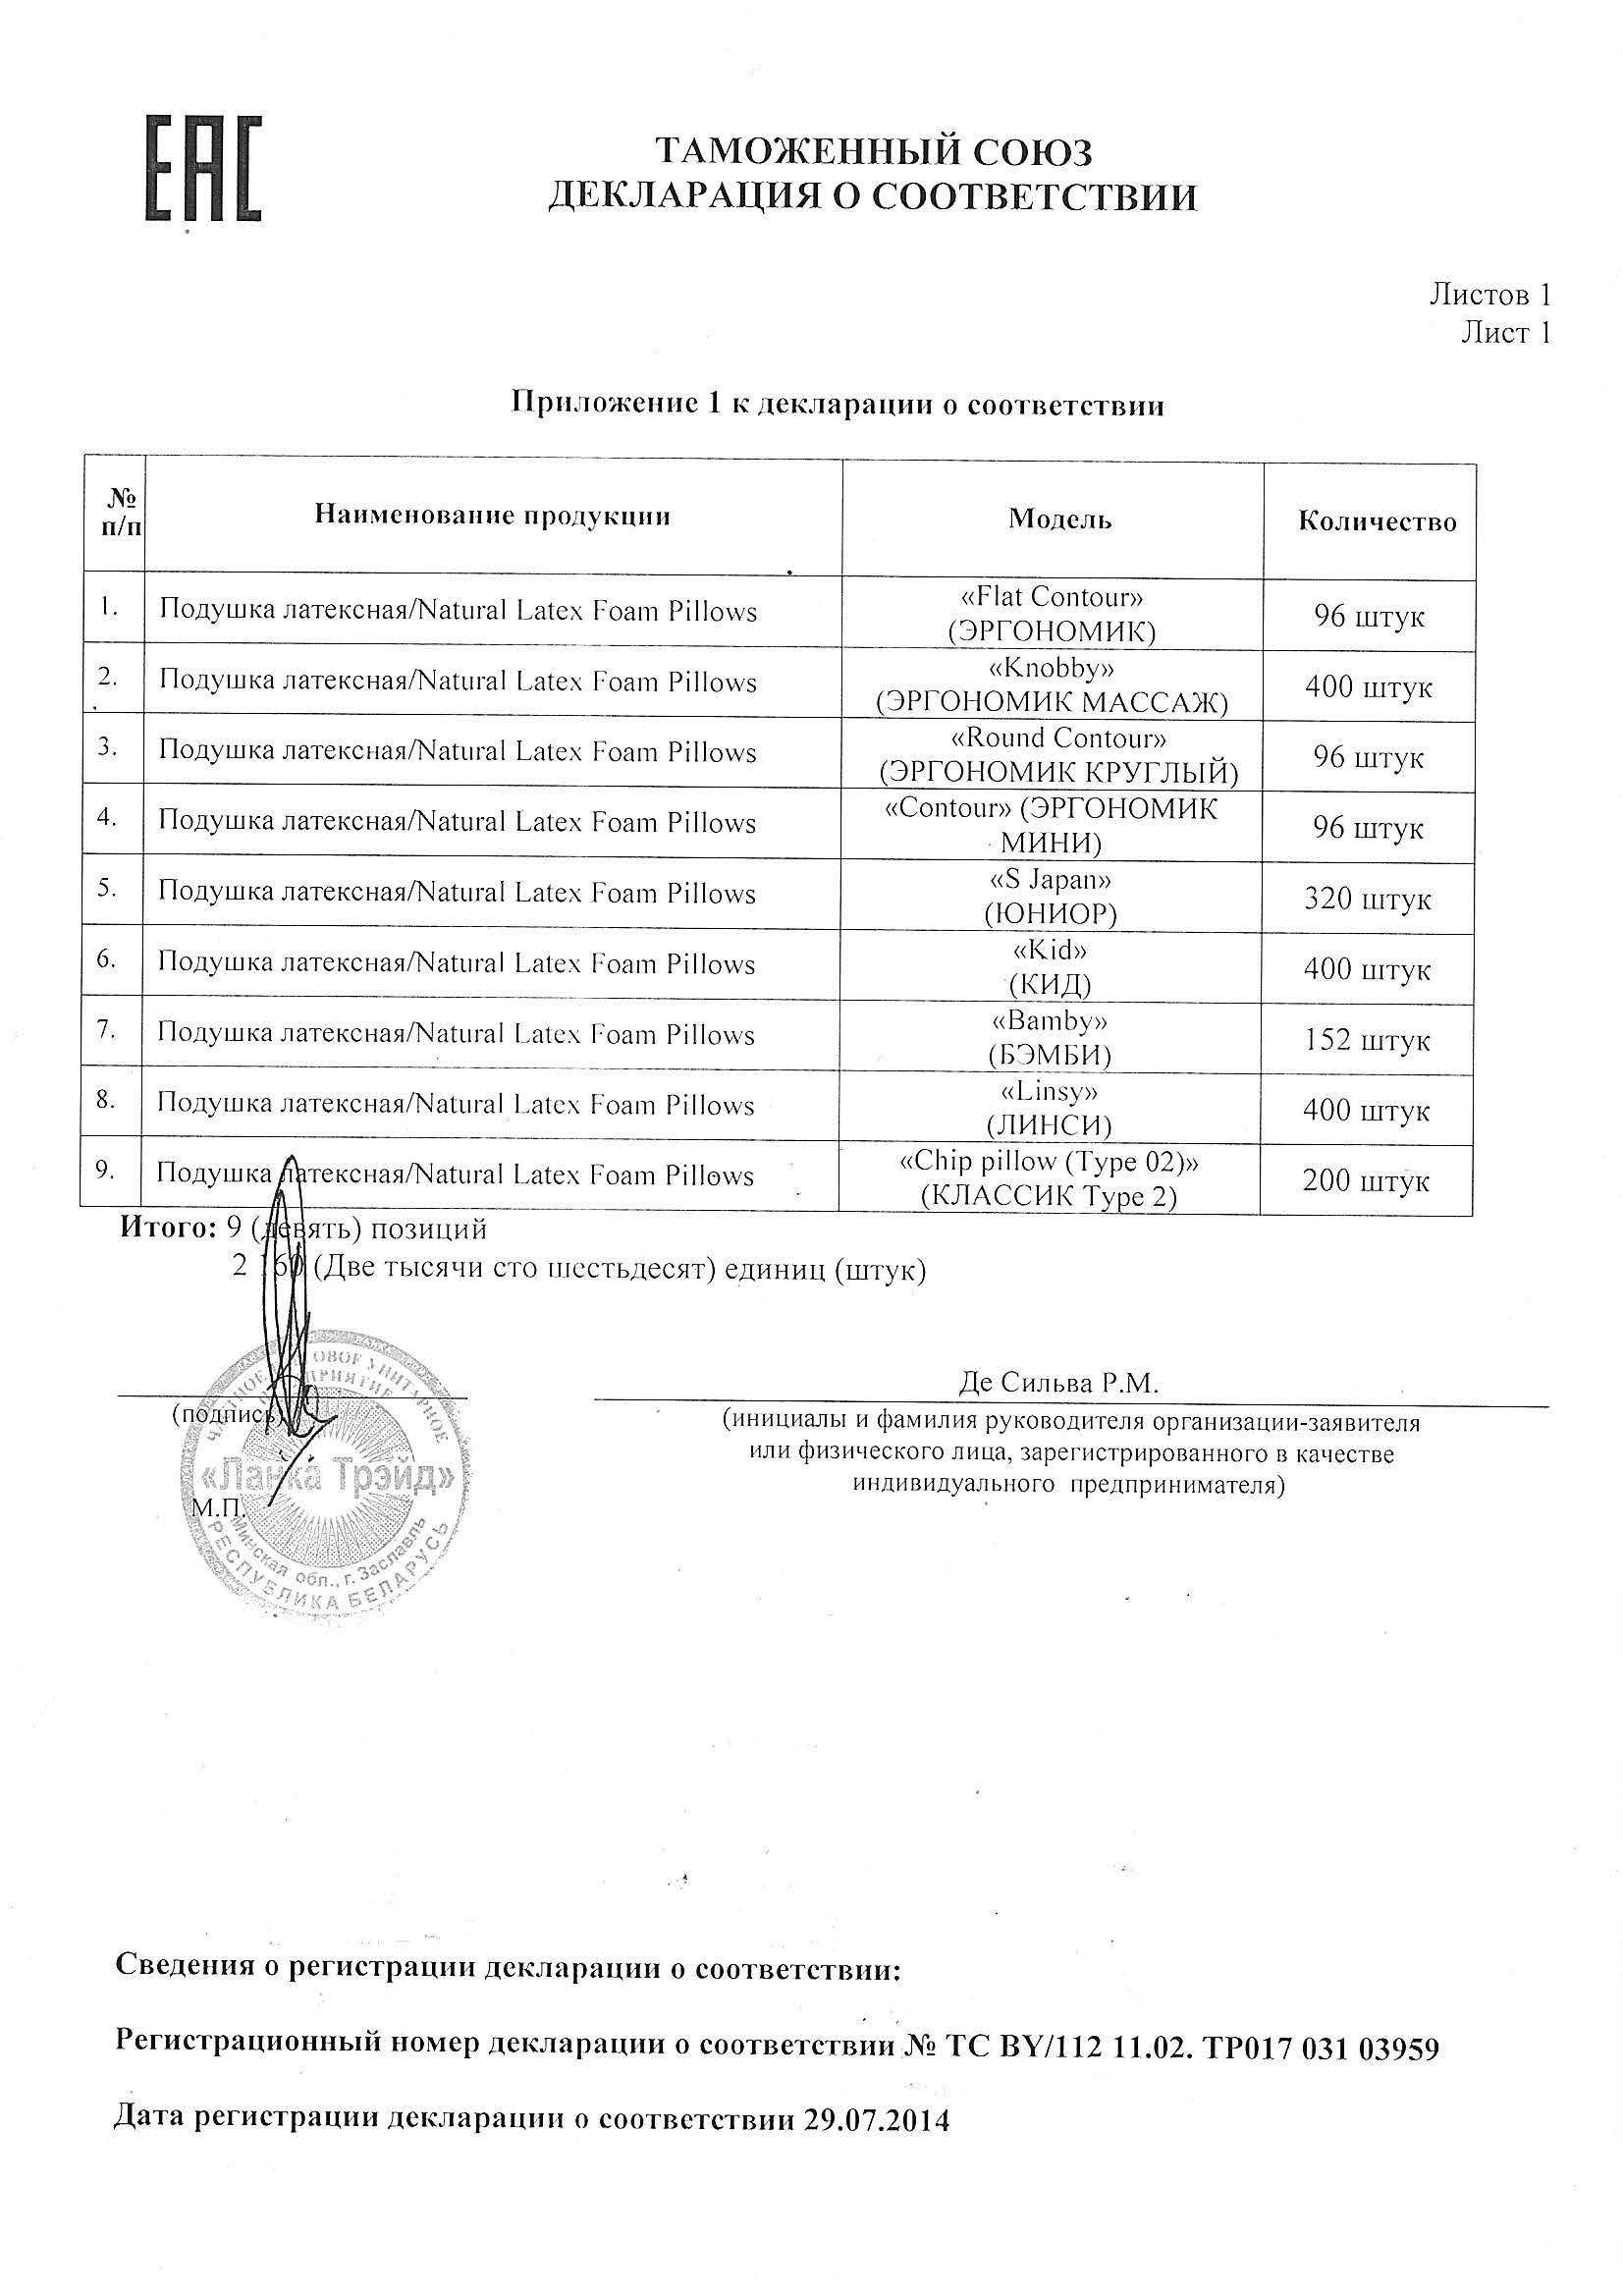 ЕАС
ТАМОЖЕННЫЙ СОЮЗ
ДЕКЛАРАЦИЯ О СООТВЕТСТВИИ
Листов 1
Лист 1
Приложение 1 к декларации о соответствии
№ п/п Наименование продукции Модель Количество
1. Подушка латексная/Natural Latex Foam Pillows «Flat Contour» (ЭРГОНОМИК) 96 штук
2. Подушка латексная/Natural Latex Foam Pillows «Knobby» (ЭРГОНОМИК МАССАЖ) 400 штук
3. Подушка латексная/Natural Latex Foam Pillows «Round Contour» (ЭРГОНОМИК КРУГЛЫЙ) 96 штук
4. Подушка латексная/Natural Latex Foam Pillows «Contour» (ЭРГОНОМИК МИНИ) 96 штук
5. Подушка латексная/Natural Latex Foam Pillows «S Japan» (ЮНИОР) 320 штук
6. Подушка латексная/Natural Latex Foam Pillows «Kid» (КИД) 400 штук
7. Подушка латексная/Natural Latex Foam Pillows «Bamby» (БЭМБИ) 152 штук
8. Подушка латексная/Natural Latex Foam Pillows «Linsy» (ЛИНСИ) 400 штук
9. Подушка латексная/Natural Latex Foam Pillows «Chip pillow (Type 02)» (КЛАССИК Type 2) 200 штук
Итого: 9 (девять) позиций
2 160 (Две тысячи сто шестьдесят) единиц (штук)
Де Сильва Р.М.
(подпись)
(инициалы и фамилия руководителя организации-заявителя
или физического лица, зарегистрированного в качестве
индивидуального предпринимателя)
М.П.
УНИТАРНОЕ
ПРЕДПРИЯТИЕ
«Ланка Трэйд»
Минская обл., г. Заславль
РЕСПУБЛИКА БЕЛАРУСЬ
Сведения о регистрации декларации о соответствии:
Регистрационный номер декларации о соответствии № ТС BY/112 11.02. ТР017 031 03959
Дата регистрации декларации о соответствии 29.07.2014